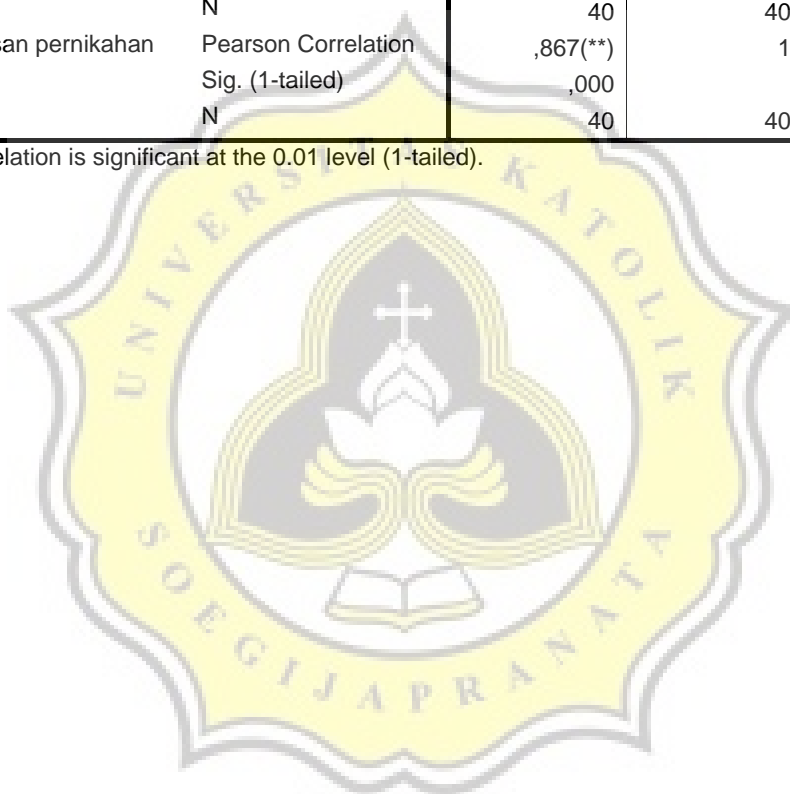 N 40 40
san pernikahan Pearson Correlation ,867(**) 1
Sig. (1-tailed) ,000
N 40 40
elation is significant at the 0.01 level (1-tailed).
UNIVERSITAS KATOLIK
SOEGIJAPRANATA